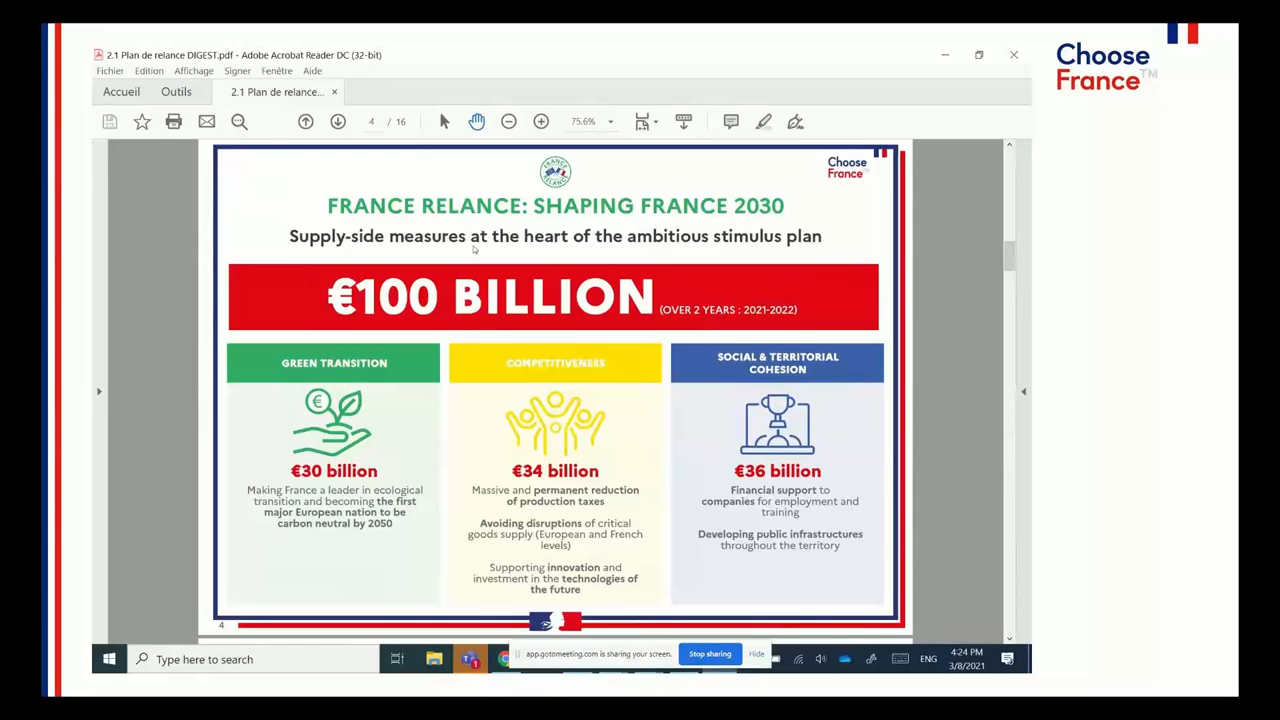 Choose
France™
2.1 Plan de relance DIGEST.pdf - Adobe Acrobat Reader DC (32-bit)
Fichier Edition Affichage Signer Fenêtre Aide
Accueil Outils 2.1 Plan de relance... ×
4 / 16 75.6%
FRANCE RELANCE
Choose
France
FRANCE RELANCE: SHAPING FRANCE 2030
Supply-side measures at the heart of the ambitious stimulus plan
€100 BILLION (OVER 2 YEARS : 2021-2022)
GREEN TRANSITION
€30 billion
Making France a leader in ecological
transition and becoming the first
major European nation to be
carbon neutral by 2050
COMPETITIVENESS
€34 billion
Massive and permanent reduction
of production taxes
Avoiding disruptions of critical
goods supply (European and French
levels)
Supporting innovation and
investment in the technologies of
the future
SOCIAL & TERRITORIAL
COHESION
€36 billion
Financial support to
companies for employment and
training
Developing public infrastructures
throughout the territory
4
Type here to search
app.gotomeeting.com is sharing your screen. Stop sharing Hide
ENG
4:24 PM
3/8/2021